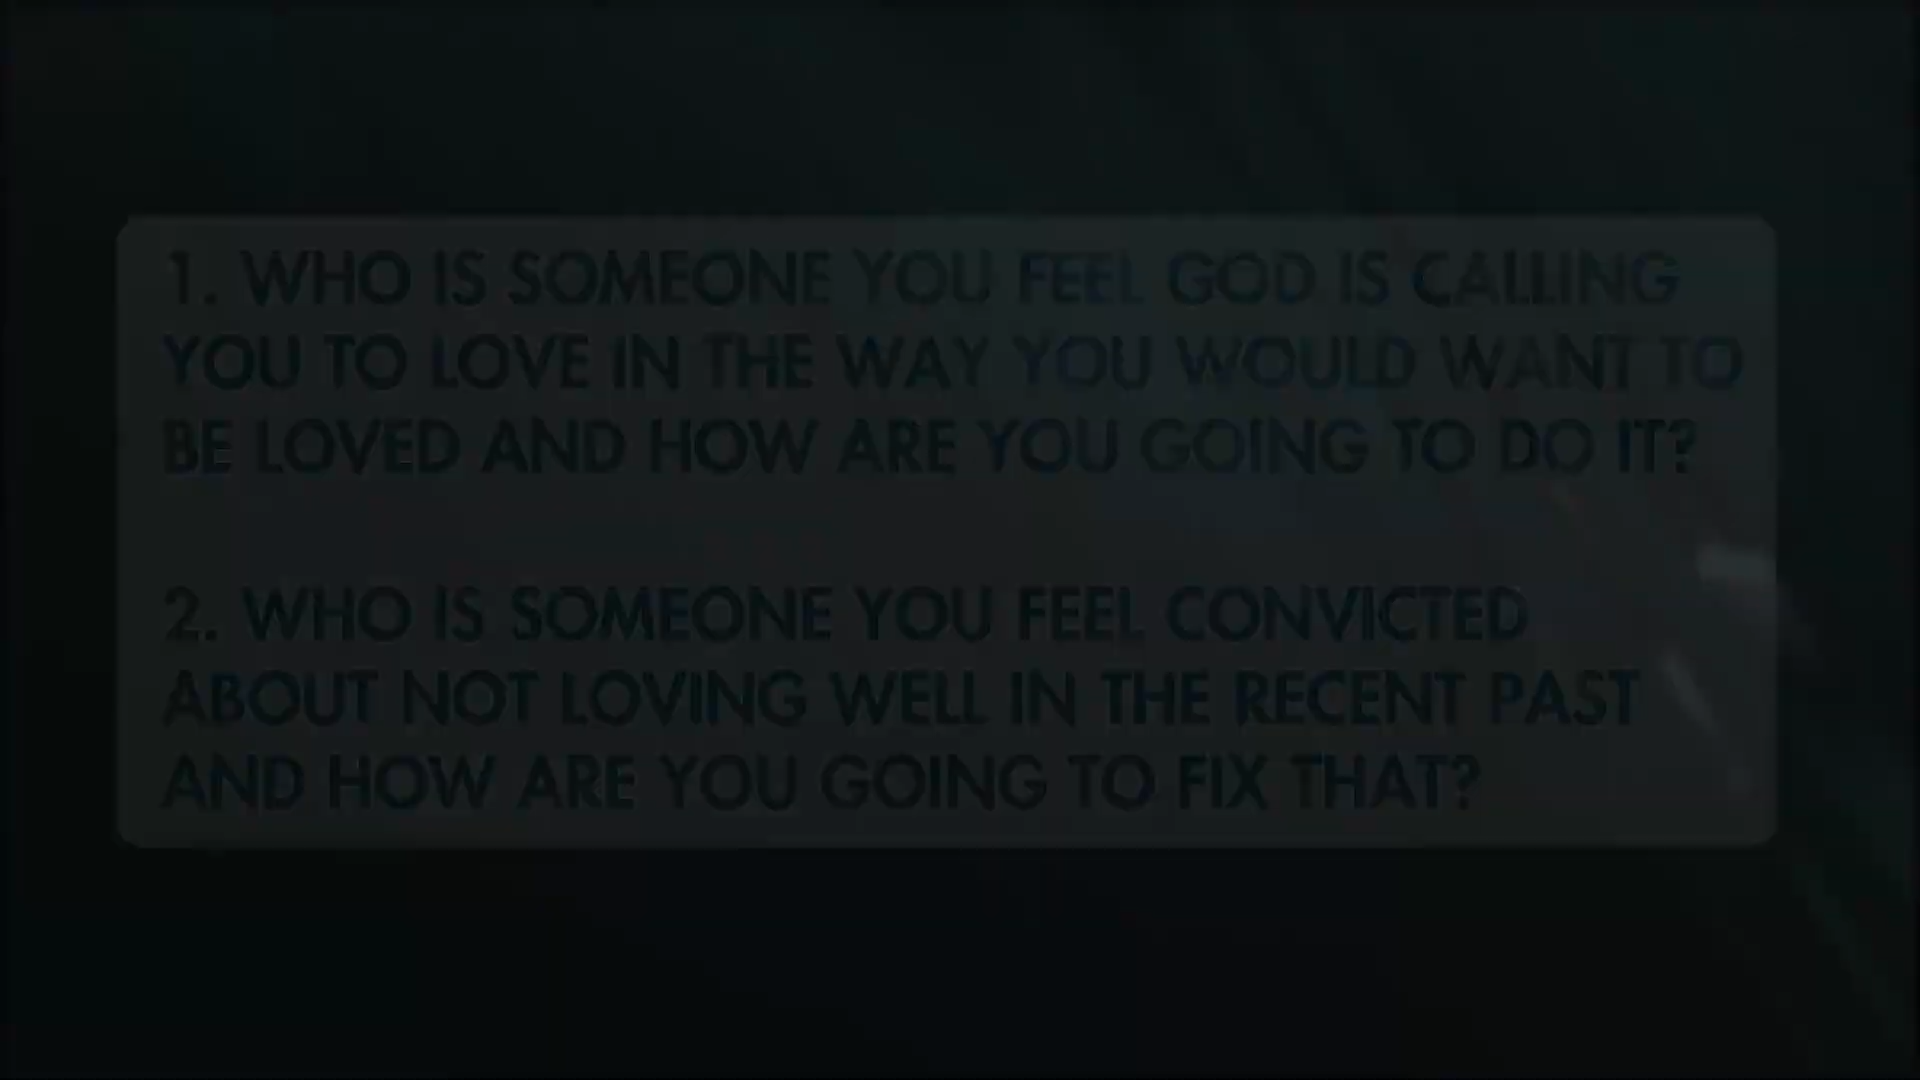 1. WHO IS SOMEONE YOU FEEL GOD IS CALLING
YOU TO LOVE IN THE WAY YOU WOULD WANT TO
BE LOVED AND HOW ARE YOU GOING TO DO IT?
2. WHO IS SOMEONE YOU FEEL CONVICTED
ABOUT NOT LOVING WELL IN THE RECENT PAST
AND HOW ARE YOU GOING TO FIX THAT?